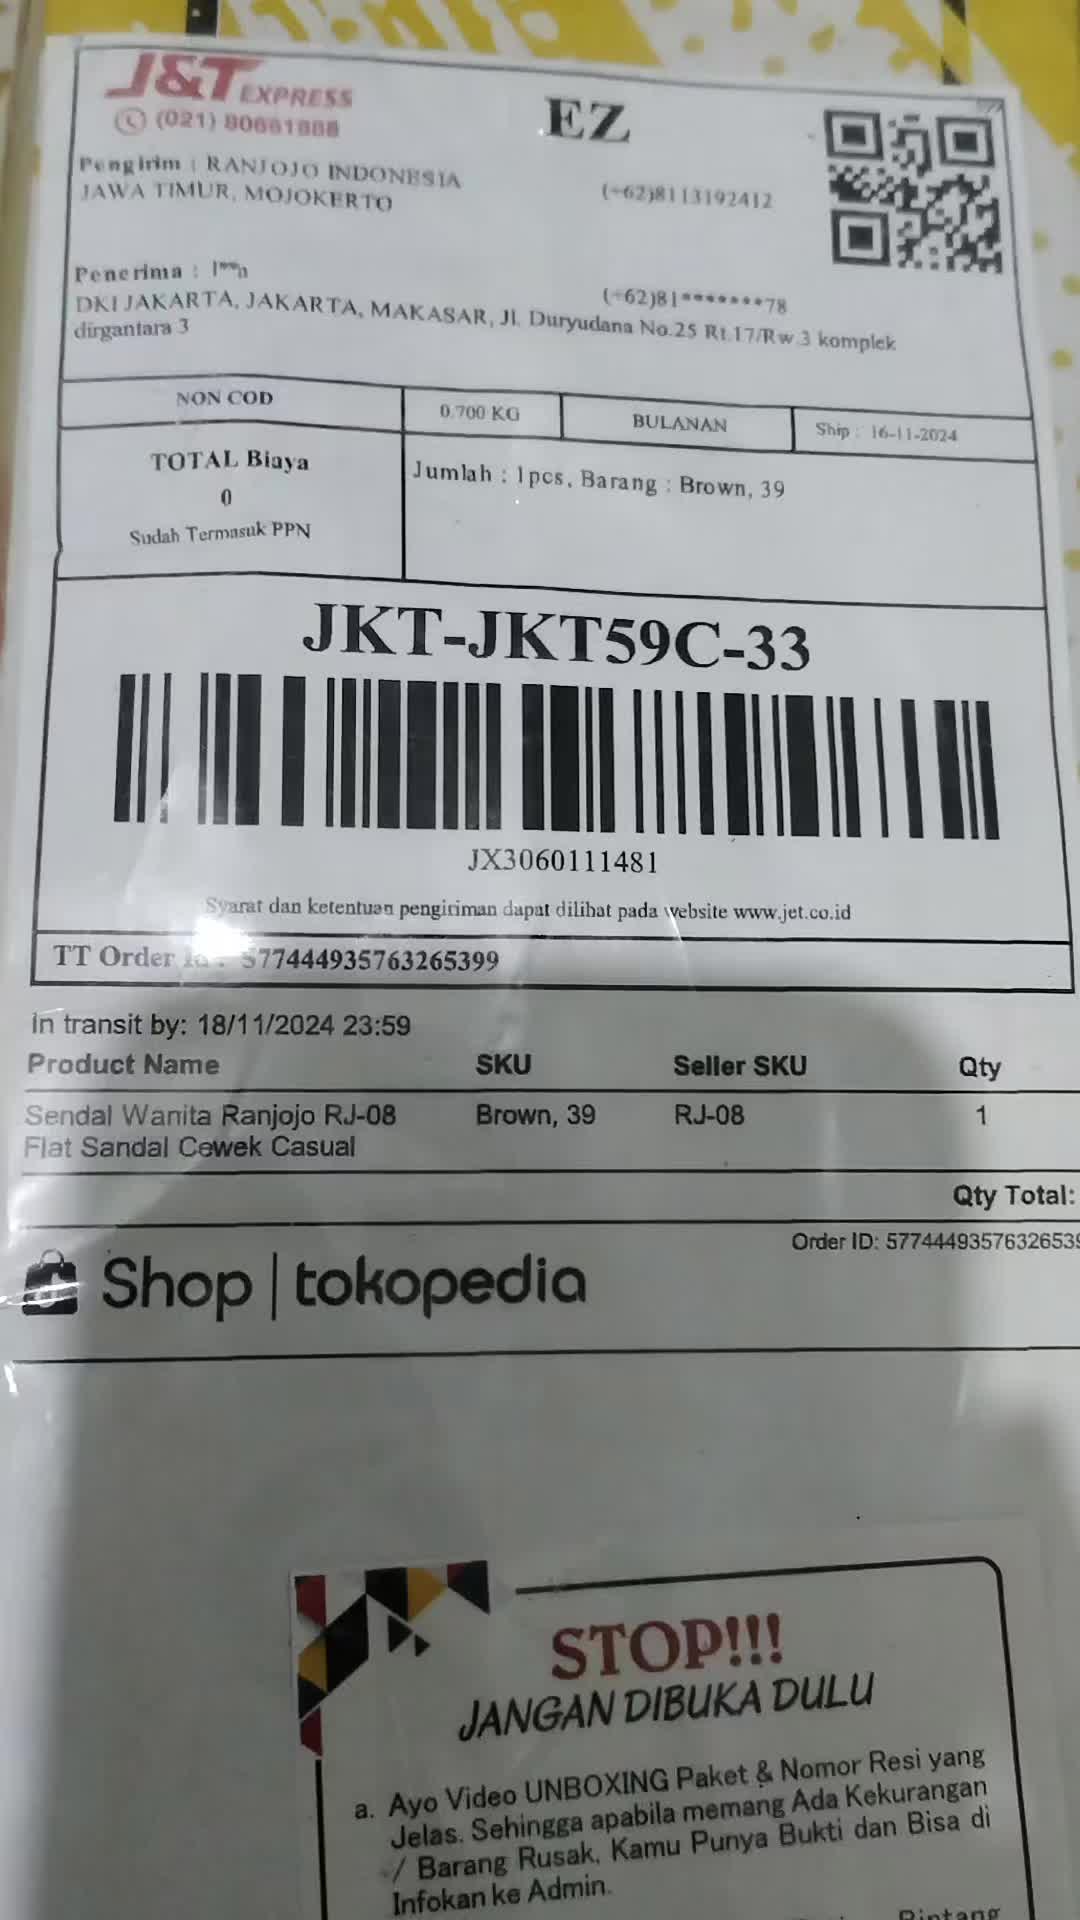 J&T EXPRESS
(021) 80661888
EZ
Pengirim : RANJOJO INDONESIA
JAWA TIMUR, MOJOKERTO
(+62)8113192412
Penerima : l**n
(+62)81*******78
DKI JAKARTA, JAKARTA, MAKASAR, Jl. Duryudana No.25 Rt.17/Rw.3 komplek
dirgantara 3
NON COD
0.700 KG
BULANAN
Ship : 16-11-2024
TOTAL Biaya
0
Sudah Termasuk PPN
Jumlah : 1pcs, Barang : Brown, 39
JKT-JKT59C-33
JX3060111481
Syarat dan ketentuan pengiriman dapat dilihat pada website www.jet.co.id
TT Order Id : 577444935763265399
In transit by: 18/11/2024 23:59
Product Name SKU Seller SKU Qty
Sendal Wanita Ranjojo RJ-08 Brown, 39 RJ-08 1
Flat Sandal Cewek Casual
Qty Total:
Order ID: 57744493576326539
Shop | tokopedia
STOP!!!
JANGAN DIBUKA DULU
a. Ayo Video UNBOXING Paket & Nomor Resi yang
Jelas. Sehingga apabila memang Ada Kekurangan
/ Barang Rusak, Kamu Punya Bukti dan Bisa di
Infokan ke Admin.
Bintang